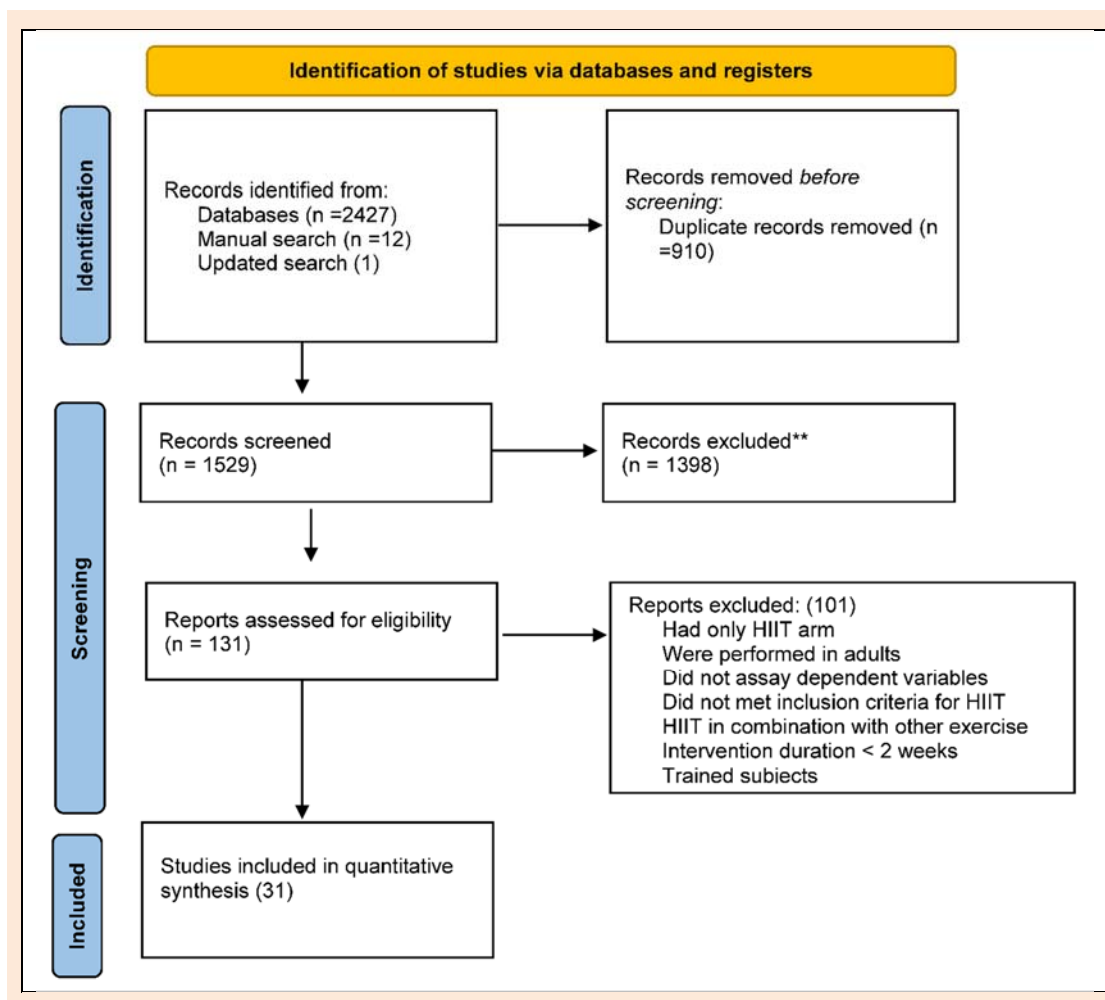 Identification of studies via databases and registers
Identification
Records identified from:
Databases (n =2427)
Manual search (n =12)
Updated search (1)
Records removed before
screening:
Duplicate records removed (n
=910)
Screening
Records screened
(n = 1529)
Records excluded**
(n = 1398)
Reports assessed for eligibility
(n = 131)
Reports excluded: (101)
Had only HIIT arm
Were performed in adults
Did not assay dependent variables
Did not met inclusion criteria for HIIT
HIIT in combination with other exercise
Intervention duration < 2 weeks
Trained subjects
Included
Studies included in quantitative
synthesis (31)